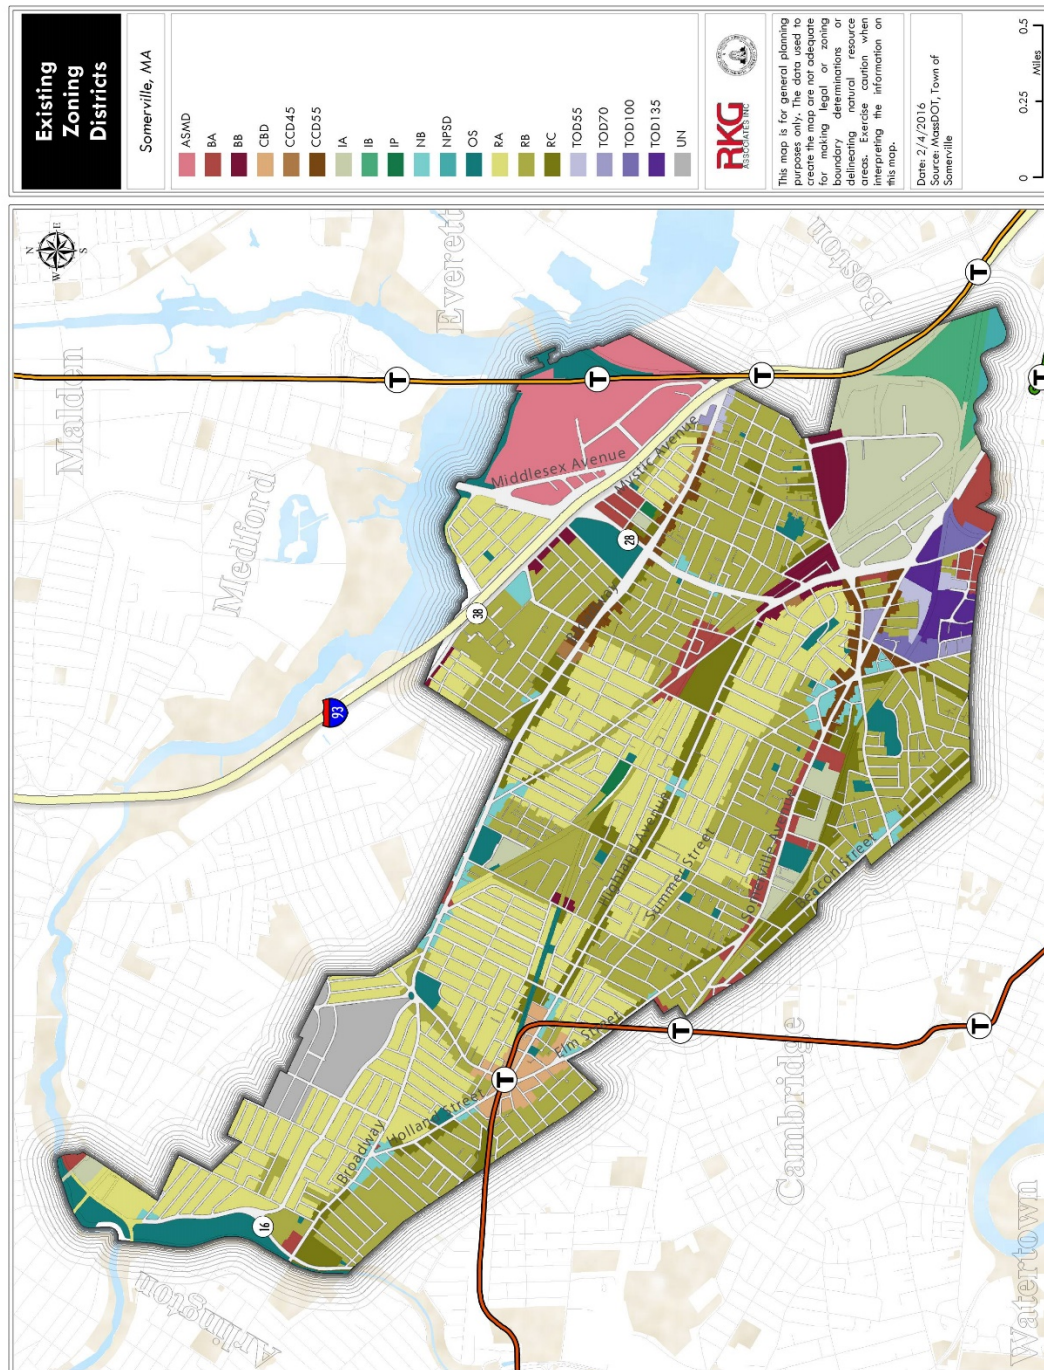 Existing
Zoning
Districts
Somerville, MA
ASMD
BA
BB
CBD
CCD45
CCD55
IA
IB
IP
NB
NPSD
OS
RA
RB
RC
TOD55
TOD70
TOD100
TOD135
UN
RKG
ASSOCIATES INC
This map is for general planning
purposes only. The data used to
create the map are not adequate
for making legal or zoning
boundary determinations or
delineating natural resource
areas. Exercise caution when
interpreting the information on
this map.
Date: 2/4/2016
Source: MassDOT, Town of
Somerville
0 0.25 0.5
Miles
N
W E
S
Malden
Everett
Medford
Boston
Arlington
Cambridge
Watertown
Middlesex Avenue
Mystic Avenue
Broadway
Holland Street
Elm Street
Highland Avenue
Summer Street
Somerville Avenue
Beacon Street
93
38
28
16
T
T
T
T
T
T
T
T